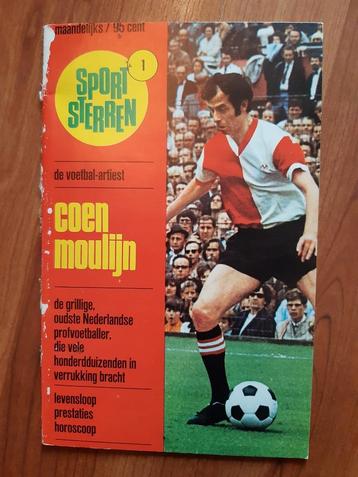 maandelijks / 95 cent
SPORT
STERREN
1
de voetbal-artiest
coen
moulijn
de grillige,
oudste Nederlandse
profvoetballer,
die vele
honderdduizenden in
verrukking bracht
levensloop
prestaties
horoscoop